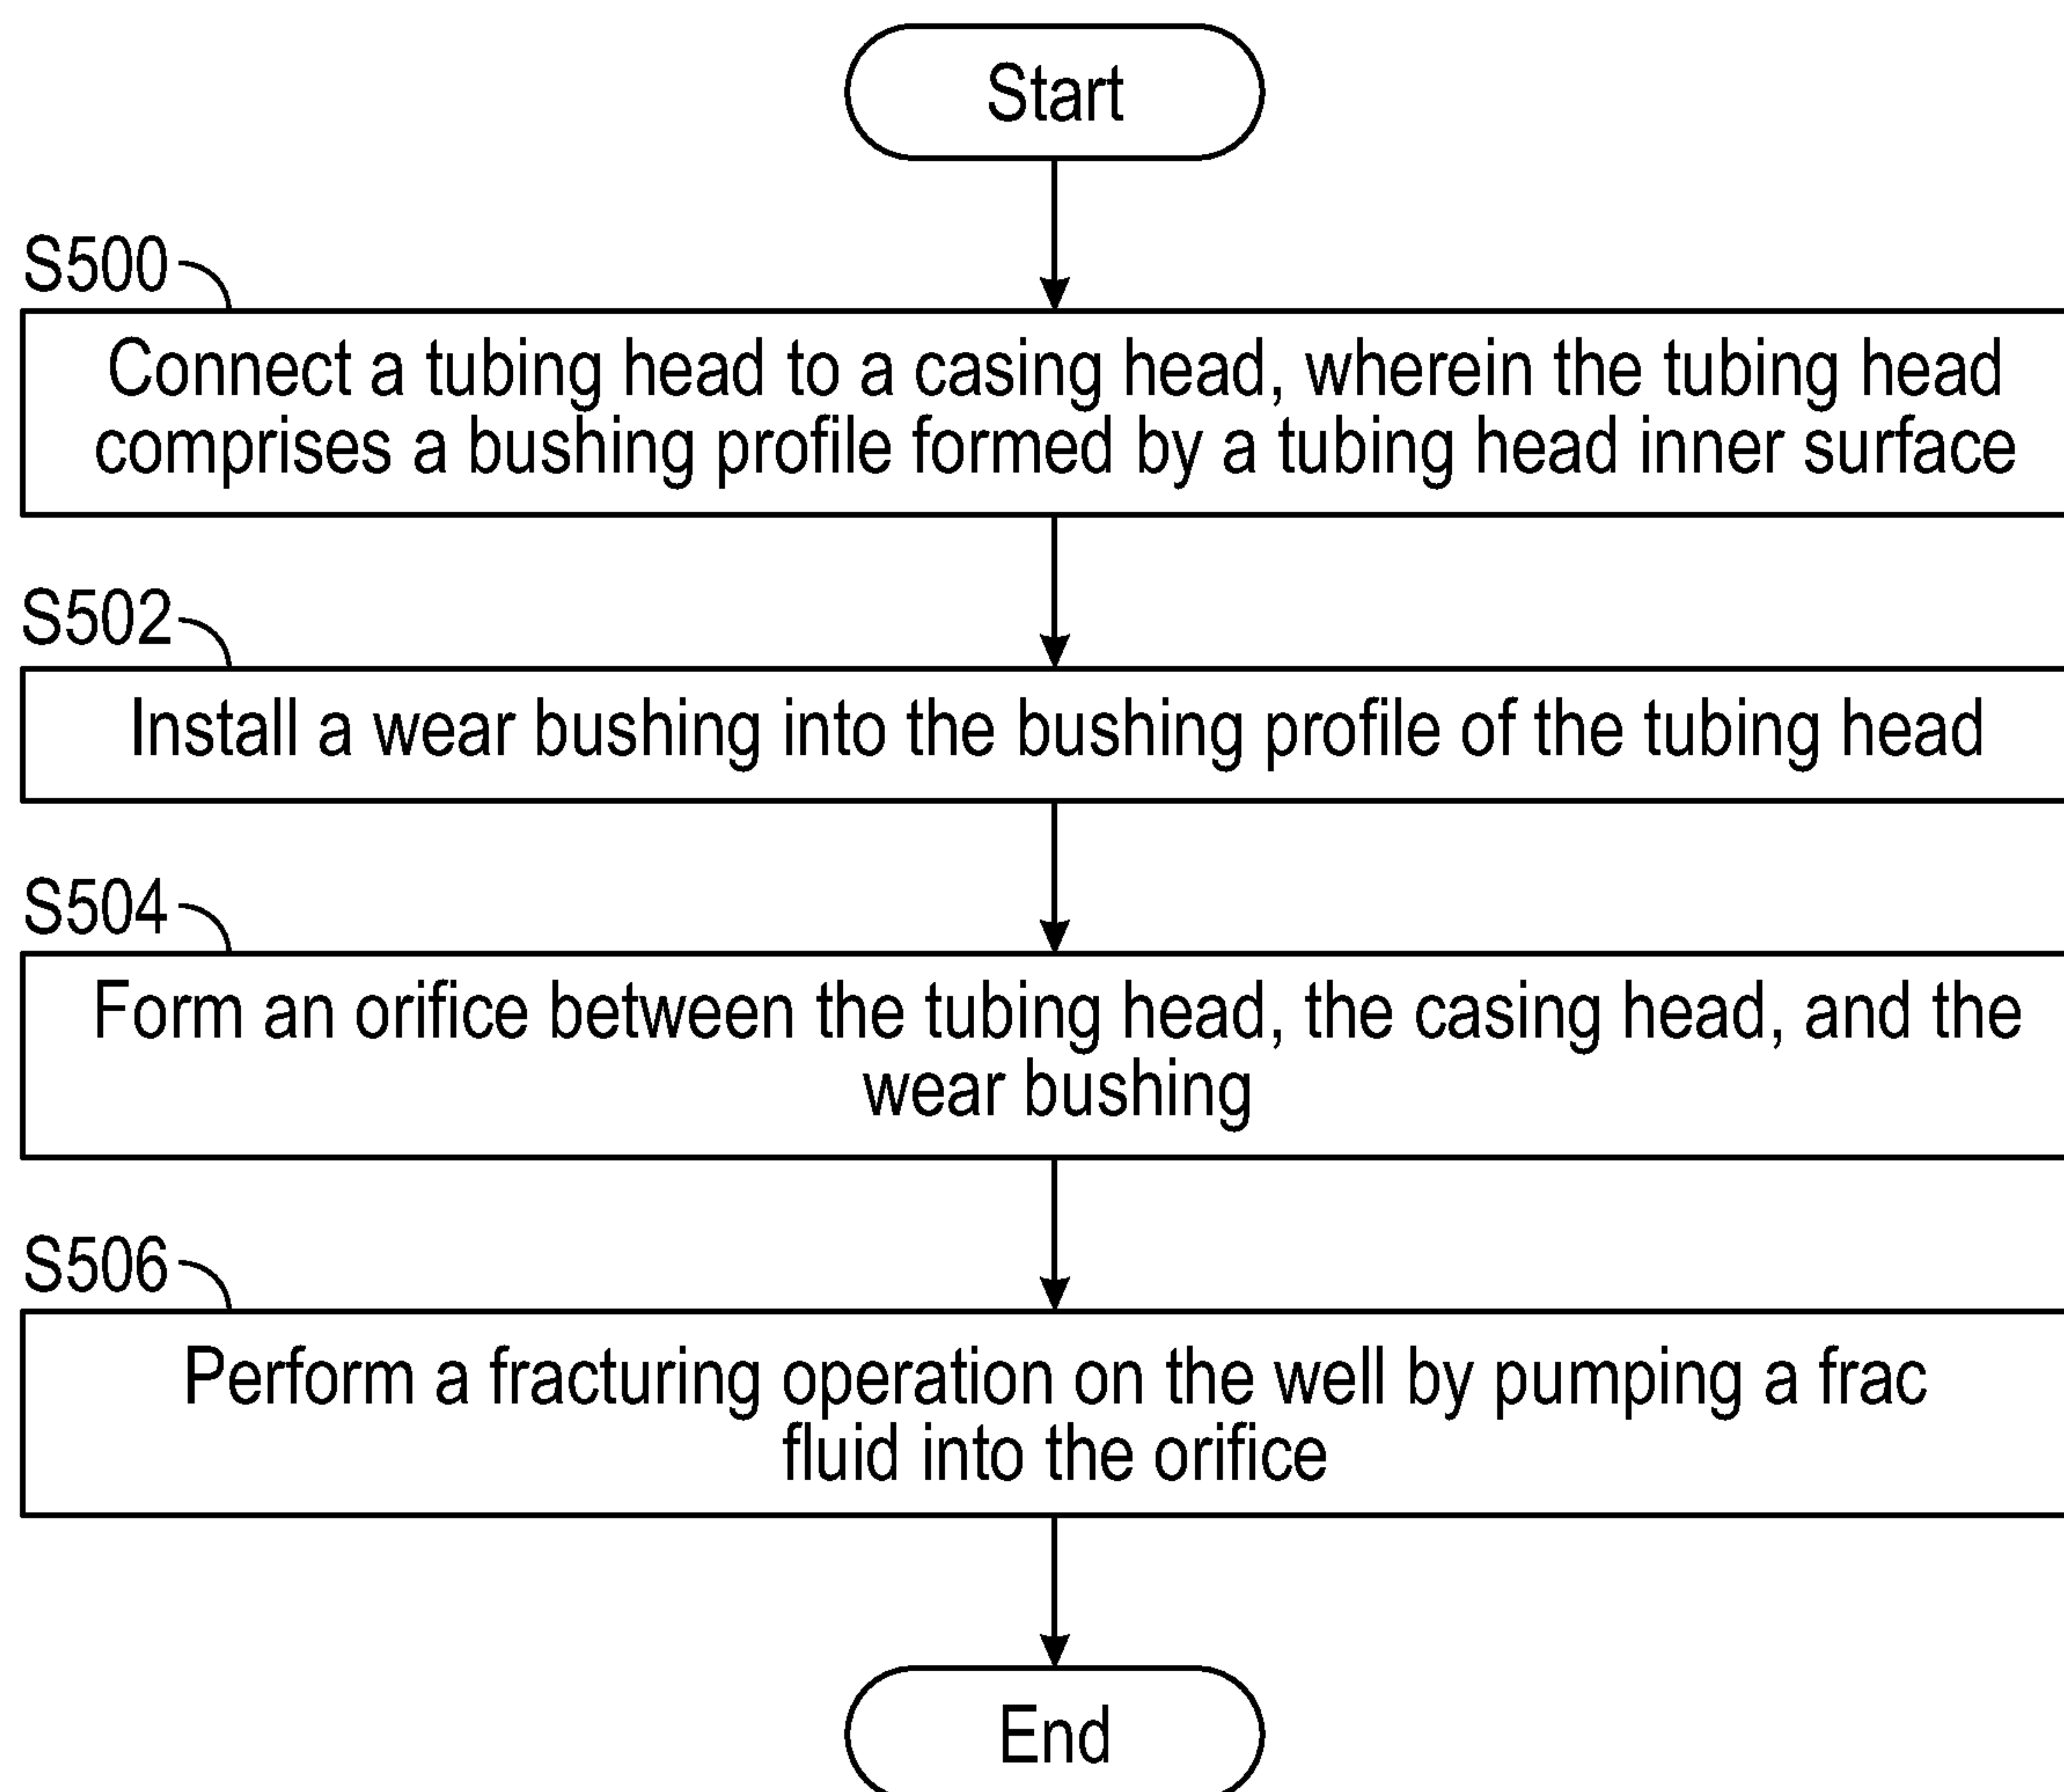 Start
S500
Connect a tubing head to a casing head, wherein the tubing head
comprises a bushing profile formed by a tubing head inner surface
S502
Install a wear bushing into the bushing profile of the tubing head
S504
Form an orifice between the tubing head, the casing head, and the
wear bushing
S506
Perform a fracturing operation on the well by pumping a frac
fluid into the orifice
End